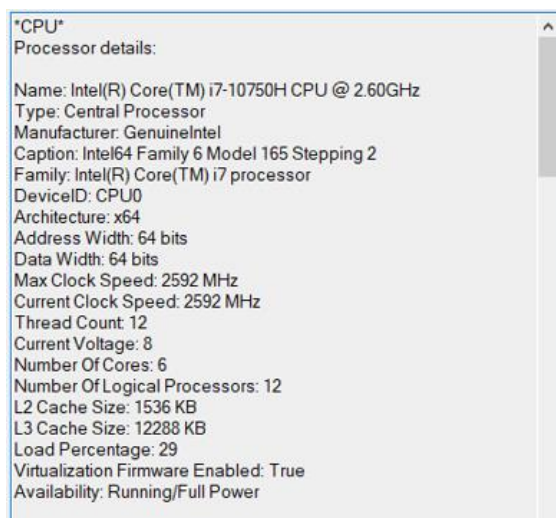 *CPU*
Processor details:
Name: Intel(R) Core(TM) i7-10750H CPU @ 2.60GHz
Type: Central Processor
Manufacturer: GenuineIntel
Caption: Intel64 Family 6 Model 165 Stepping 2
Family: Intel(R) Core(TM) i7 processor
DeviceID: CPU0
Architecture: x64
Address Width: 64 bits
Data Width: 64 bits
Max Clock Speed: 2592 MHz
Current Clock Speed: 2592 MHz
Thread Count: 12
Current Voltage: 8
Number Of Cores: 6
Number Of Logical Processors: 12
L2 Cache Size: 1536 KB
L3 Cache Size: 12288 KB
Load Percentage: 29
Virtualization Firmware Enabled: True
Availability: Running/Full Power